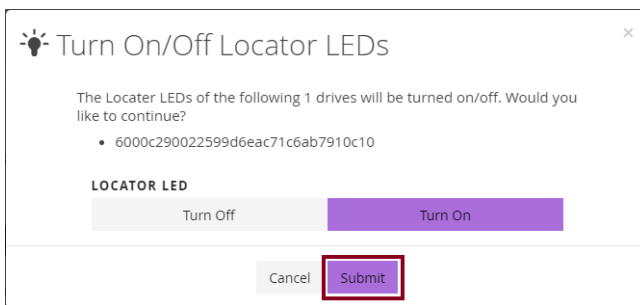 Turn On/Off Locator LEDs
×
The Locater LEDs of the following 1 drives will be turned on/off. Would you
like to continue?
• 6000c290022599d6eac71c6ab7910c10
LOCATOR LED
Turn Off Turn On
Cancel Submit